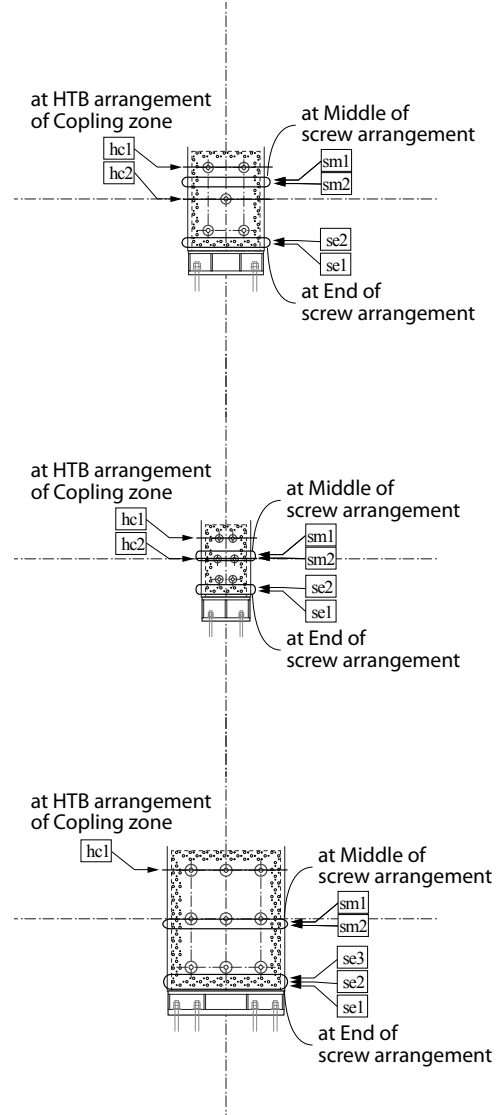 at HTB arrangement
of Copling zone
at Middle of
screw arrangement
hc1
hc2
sm1
sm2
se2
se1
at End of
screw arrangement
at HTB arrangement
of Copling zone
at Middle of
screw arrangement
hc1
hc2
sm1
sm2
se2
se1
at End of
screw arrangement
at HTB arrangement
of Copling zone
hc1
at Middle of
screw arrangement
sm1
sm2
se3
se2
se1
at End of
screw arrangement